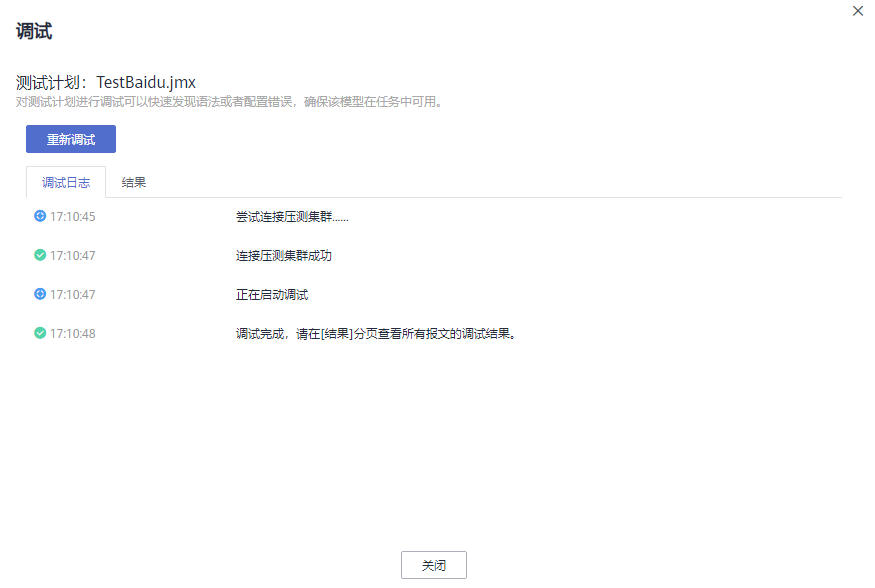 调试
测试计划：TestBaidu.jmx
对测试计划进行调试可以快速发现语法或者配置错误，确保该模型在任务中可用。
重新调试
调试日志 结果
17:10:45 尝试连接压测集群......
17:10:47 连接压测集群成功
17:10:47 正在启动调试
17:10:48 调试完成，请在[结果]分页查看所有报文的调试结果。
关闭